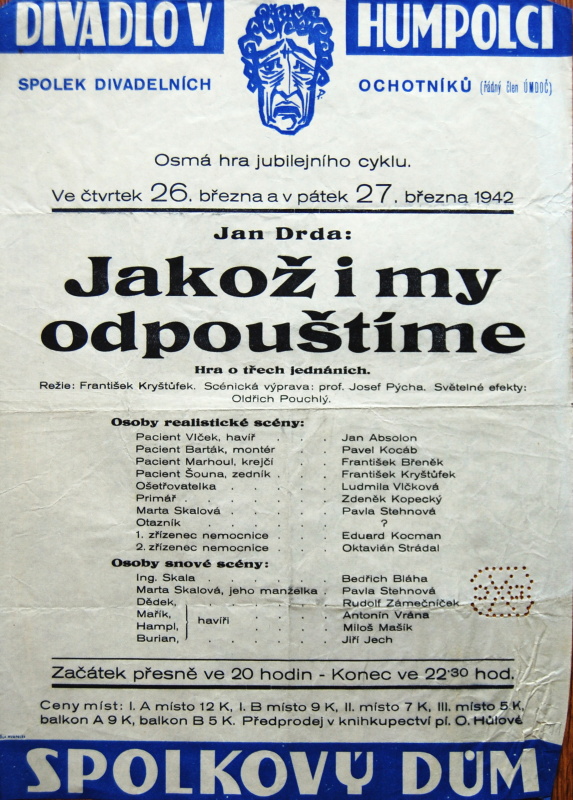 DIVADLO V HUMPOLCI
SPOLEK DIVADELNÍCH OCHOTNÍKŮ (řádný člen ÚMDOČ)
Osmá hra jubilejního cyklu.
Ve čtvrtek 26. března a v pátek 27. března 1942
Jan Drda:
Jakož i my
odpouštíme
Hra o třech jednáních.
Režie: František Kryštůfek. Scénická výprava: prof. Josef Pýcha. Světelné efekty:
Oldřich Pouchlý.
Osoby realistické scény:
Pacient Vlček, havíř . . . Jan Absolon
Pacient Barták, montér . . Pavel Kocáb
Pacient Marhoul, krejčí . . František Břeněk
Pacient Šouna, zedník . . . František Kryštůfek
Ošetřovatelka . . . . . Ludmila Vlčková
Primář . . . . . . Zdeněk Kopecký
Marta Skalová . . . . . Pavla Stehnová
Otazník . . . . . . ?
1. zřízenec nemocnice . . Eduard Kocman
2. zřízenec nemocnice . . Oktavián Strádal
Osoby snové scény:
Ing. Skala . . . . . . Bedřich Bláha
Marta Skalová, jeho manželka . Pavla Stehnová
Dědek, . . . . Rudolf Zámečníček
Mařík, havíři . . . . Antonín Vrána
Hampl, . . . . Miloš Mašík
Burian, . . . . . Jiří Jech
Začátek přesně ve 20 hodin - Konec ve 22·30 hod.
Ceny míst: I. A místo 12 K, I. B místo 9 K, II. místo 7 K, III. místo 5 K,
balkon A 9 K, balkon B 5 K. Předprodej v knihkupectví pí. O. Hůlové
SPOLKOVÝ DŮM